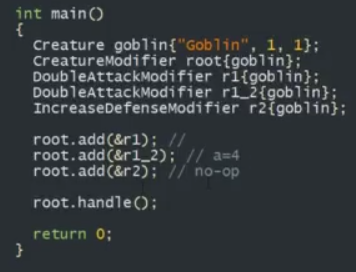 int main()
{
  Creature goblin{"Goblin", 1, 1};
  CreatureModifier root{goblin};
  DoubleAttackModifier r1{goblin};
  DoubleAttackModifier r1_2{goblin};
  IncreaseDefenseModifier r2{goblin};

  root.add(&r1); //
  root.add(&r1_2); // a=4
  root.add(&r2); // no-op

  root.handle();

  return 0;
}